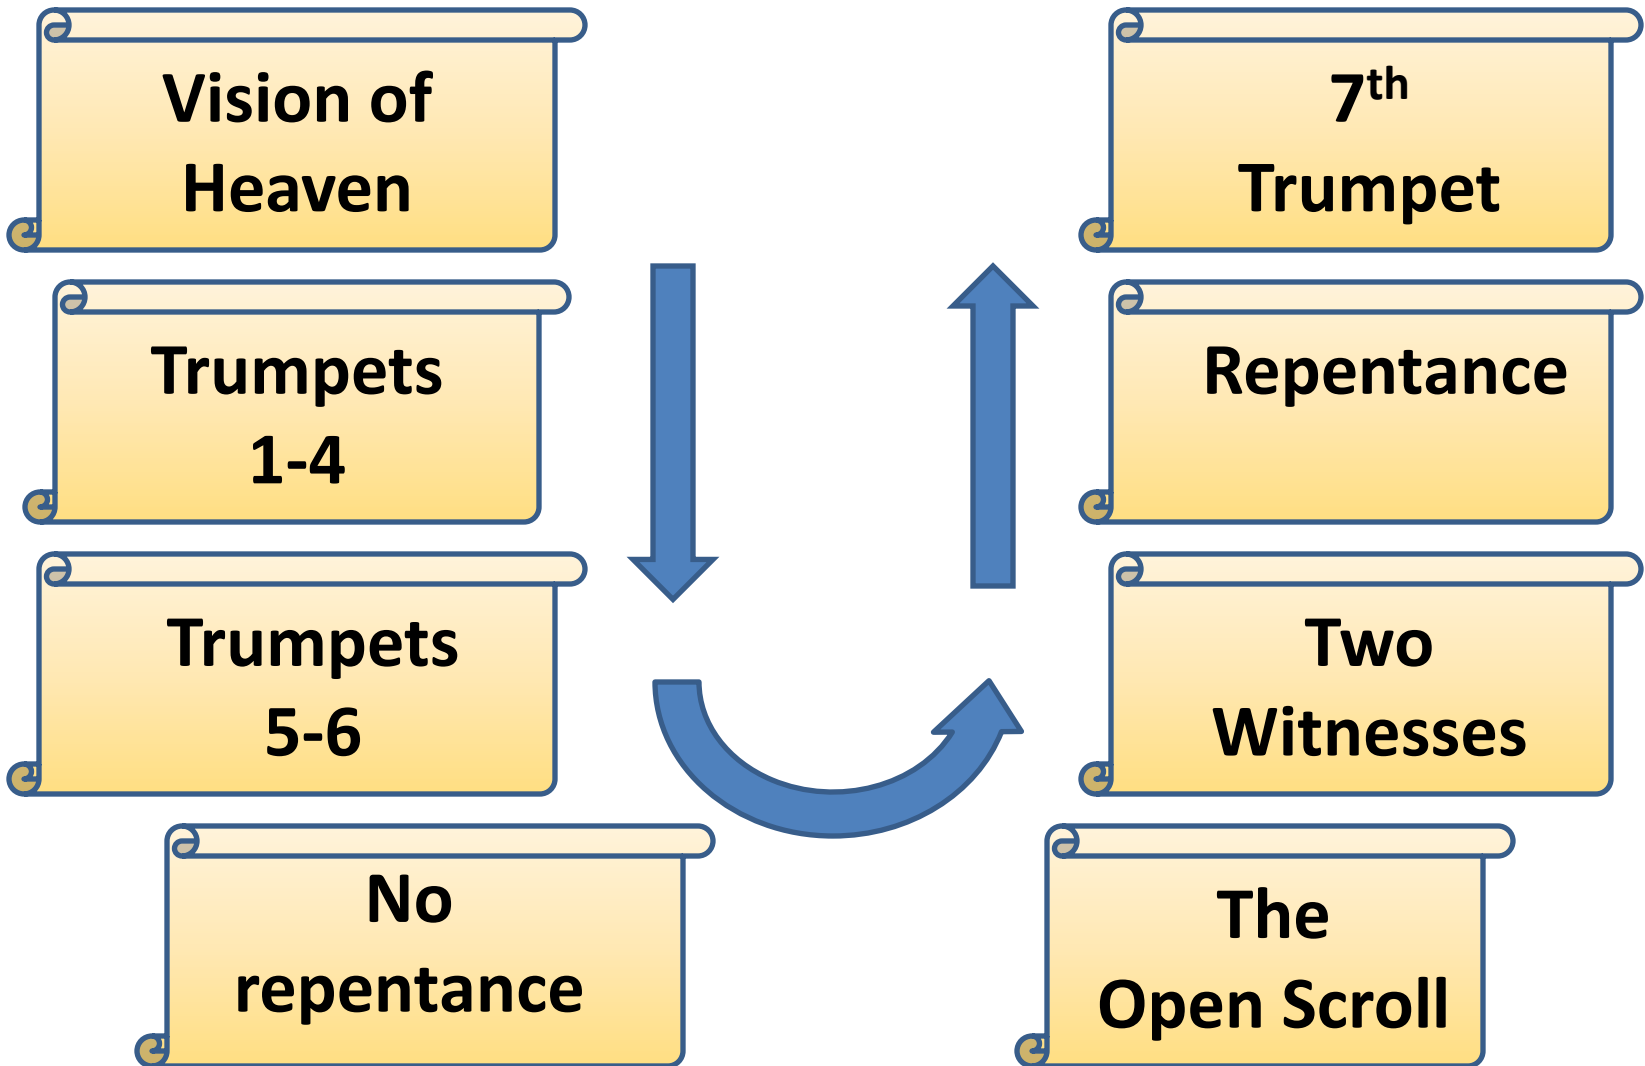 Vision of
Heaven
Trumpets
1-4
Trumpets
5-6
No
repentance
The
Open Scroll
Two
Witnesses
Repentance
7th
Trumpet